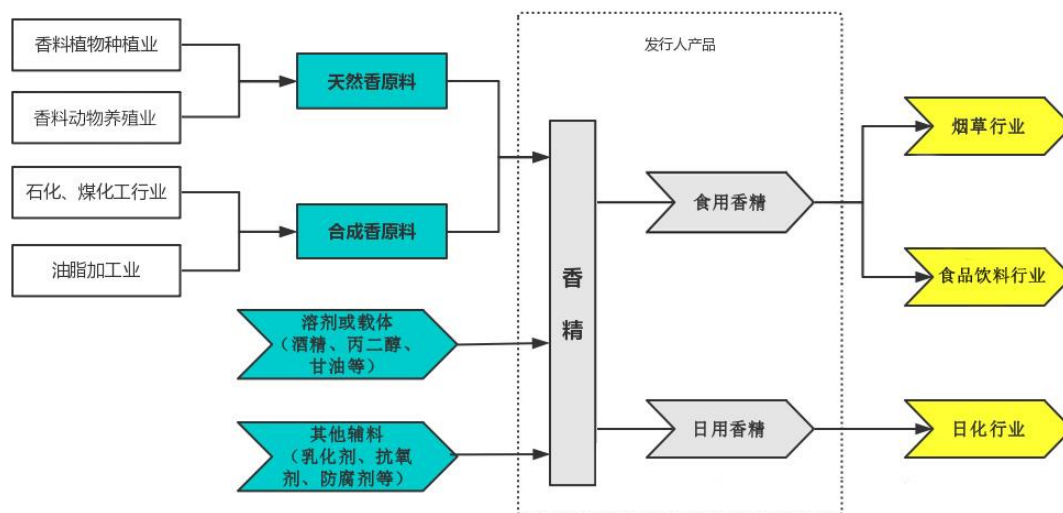 发行人产品
香料植物种植业
天然香原料
香料动物养殖业
石化、煤化工行业
合成香原料
油脂加工业
溶剂或载体
（酒精、丙二醇、
甘油等）
其他辅料
（乳化剂、抗氧
剂、防腐剂等）
香
精
食用香精
日用香精
烟草行业
食品饮料行业
日化行业